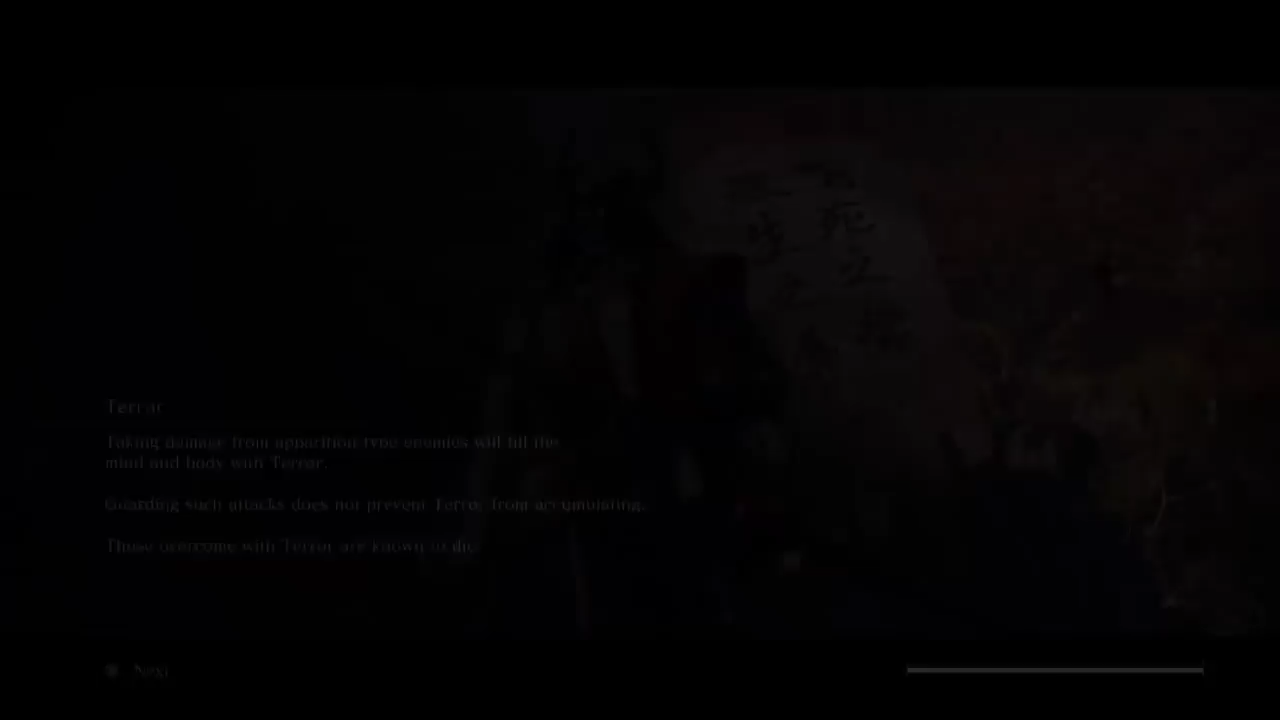 Terror
Taking damage from apparition-type enemies will fill the
mind and body with Terror.
Guarding such attacks does not prevent Terror from accumulating.
Those overcome with Terror are known to die.
Next